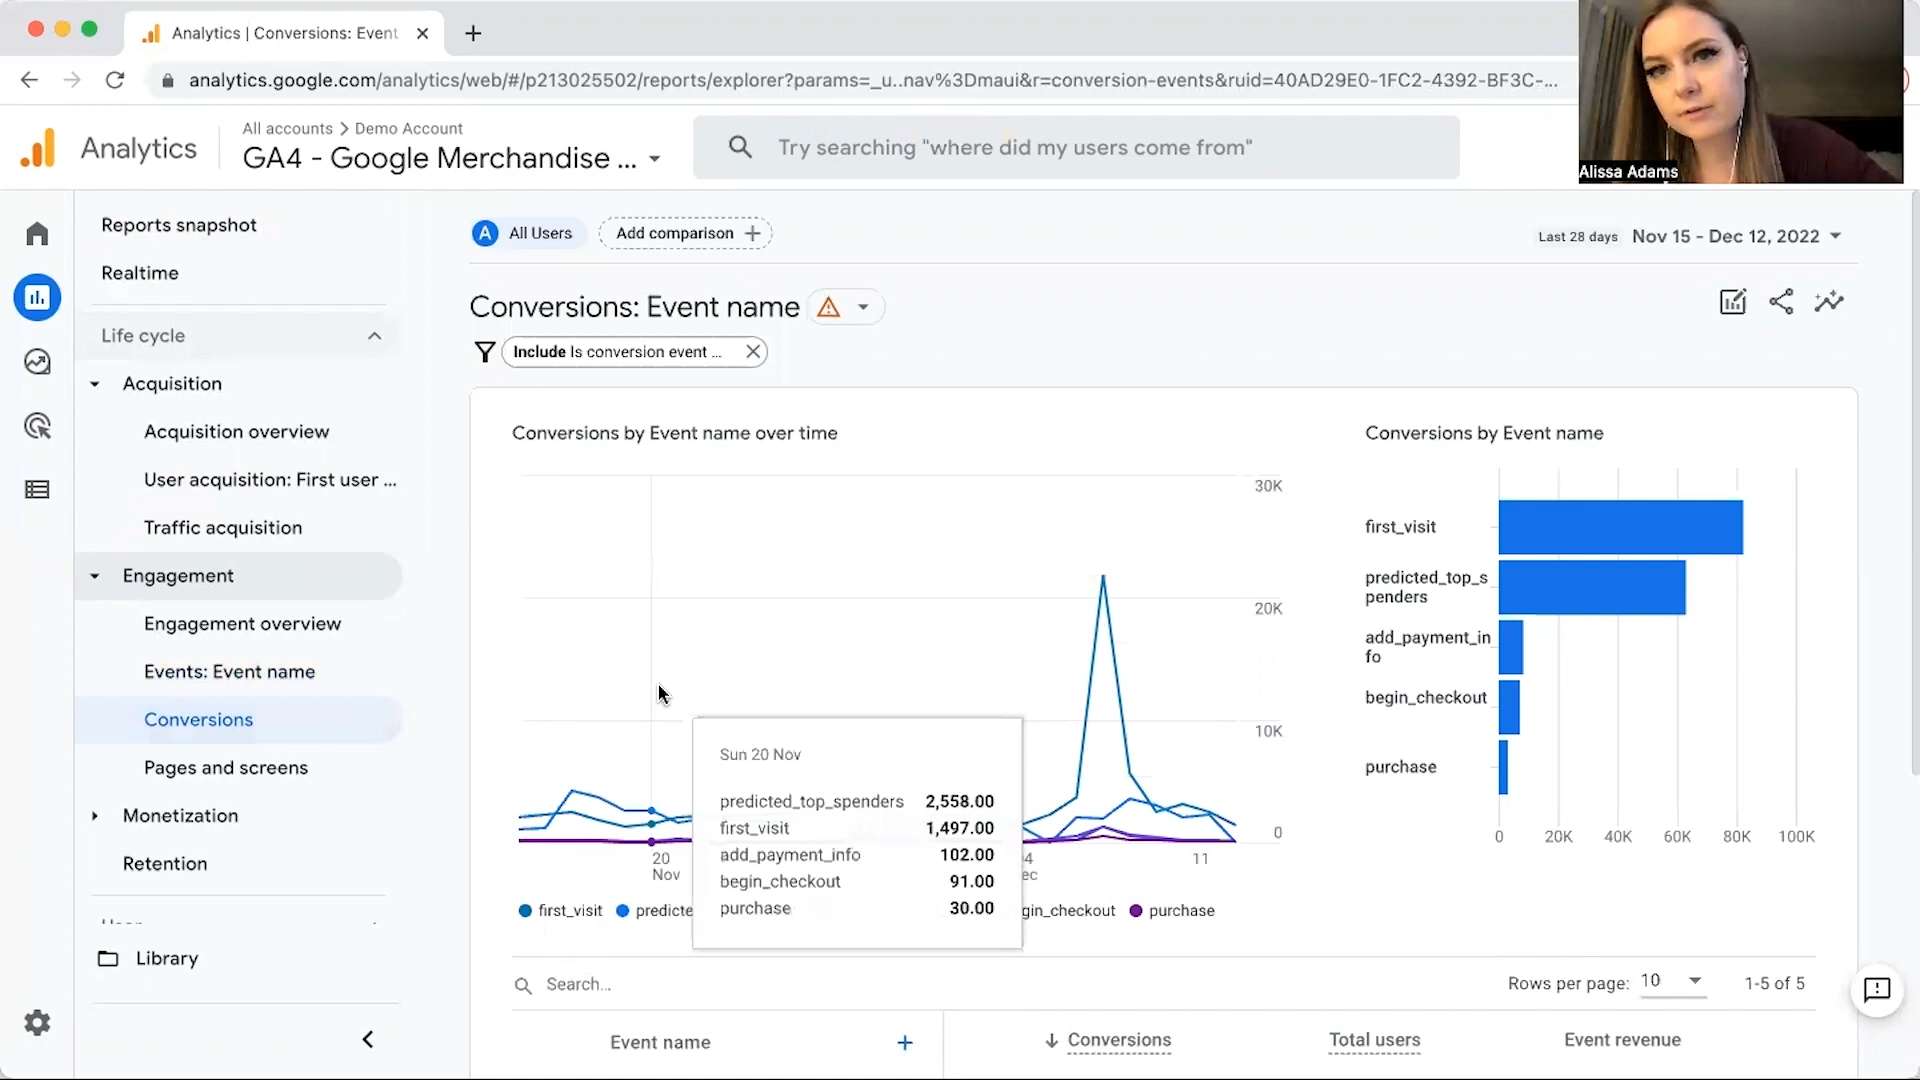 Analytics | Conversions: Event
analytics.google.com/analytics/web/#/p213025502/reports/explorer?params=_u..nav%3Dmaui&r=conversion-events&ruid=40AD29E0-1FC2-4392-BF3C-...
Alissa Adams
Analytics
All accounts > Demo Account
GA4 - Google Merchandise ...
Try searching "where did my users come from"
Reports snapshot
Realtime
Life cycle
Acquisition
Acquisition overview
User acquisition: First user ...
Traffic acquisition
Engagement
Engagement overview
Events: Event name
Conversions
Pages and screens
Monetization
Retention
Library
A All Users
Add comparison +
Last 28 days Nov 15 - Dec 12, 2022
Conversions: Event name
Include Is conversion event ...
Conversions by Event name over time
30K
20K
10K
0
20
Nov
4
ec
11
Sun 20 Nov
predicted_top_spenders 2,558.00
first_visit 1,497.00
add_payment_info 102.00
begin_checkout 91.00
purchase 30.00
first_visit predicte gin_checkout purchase
Conversions by Event name
first_visit
predicted_top_s
penders
add_payment_in
fo
begin_checkout
purchase
0 20K 40K 60K 80K 100K
Search...
Rows per page: 10 1-5 of 5
Event name + Conversions Total users Event revenue